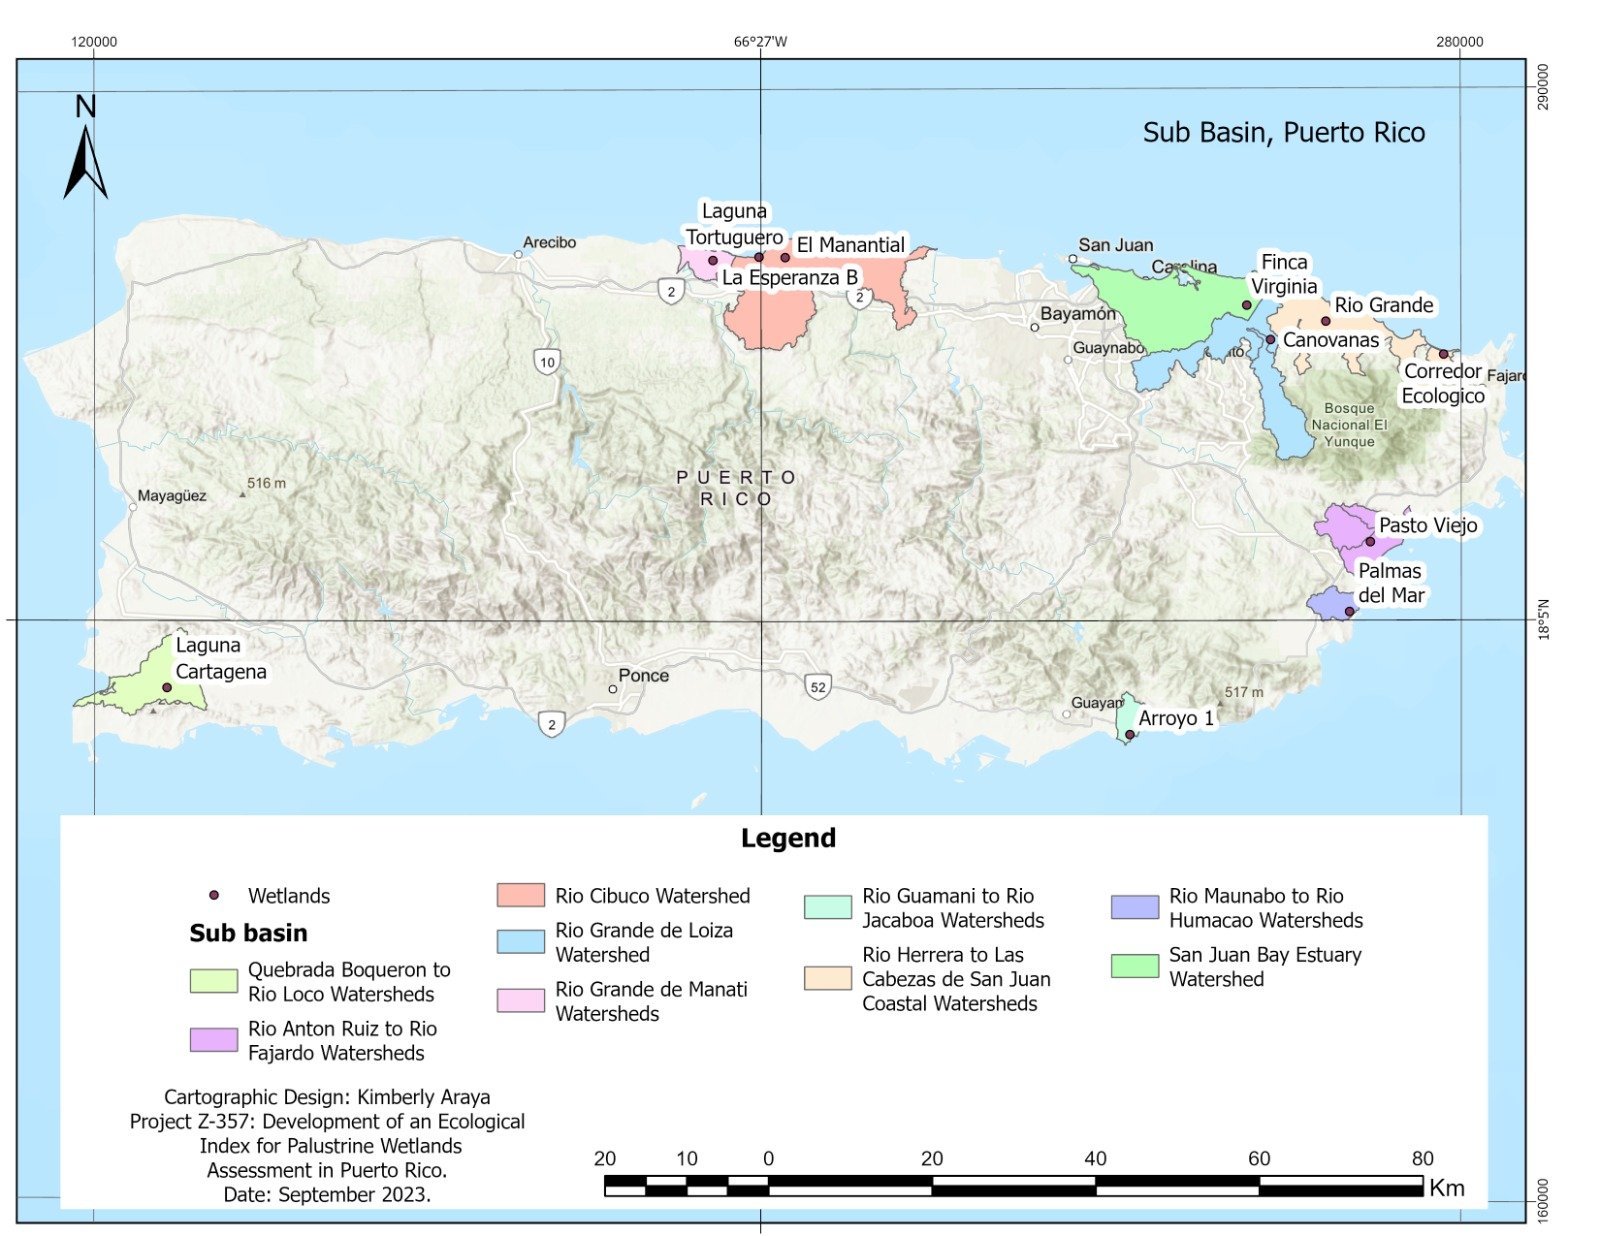 120000
66°27'W
280000
290000
N
Sub Basin, Puerto Rico
Laguna
Tortuguero
El Manantial
La Esperanza B
Arecibo
San Juan
Carolina
Finca
Virginia
Rio Grande
2
2
Bayamón
Canovanas
Guaynabo
10
Corredor
Ecologico
Fajard
Bosque
Nacional El
Yunque
PUERTO
RICO
516 m
Mayagüez
Pasto Viejo
Palmas
del Mar
18°5'N
Laguna
Cartagena
Ponce
52
2
517 m
Guayam
Arroyo 1
Legend
Wetlands
Sub basin
Quebrada Boqueron to
Rio Loco Watersheds
Rio Anton Ruiz to Rio
Fajardo Watersheds
Rio Cibuco Watershed
Rio Grande de Loiza
Watershed
Rio Grande de Manati
Watersheds
Rio Guamani to Rio
Jacaboa Watersheds
Rio Herrera to Las
Cabezas de San Juan
Coastal Watersheds
Rio Maunabo to Rio
Humacao Watersheds
San Juan Bay Estuary
Watershed
Cartographic Design: Kimberly Araya
Project Z-357: Development of an Ecological
Index for Palustrine Wetlands
Assessment in Puerto Rico.
Date: September 2023.
20 10 0 20 40 60 80
Km
160000